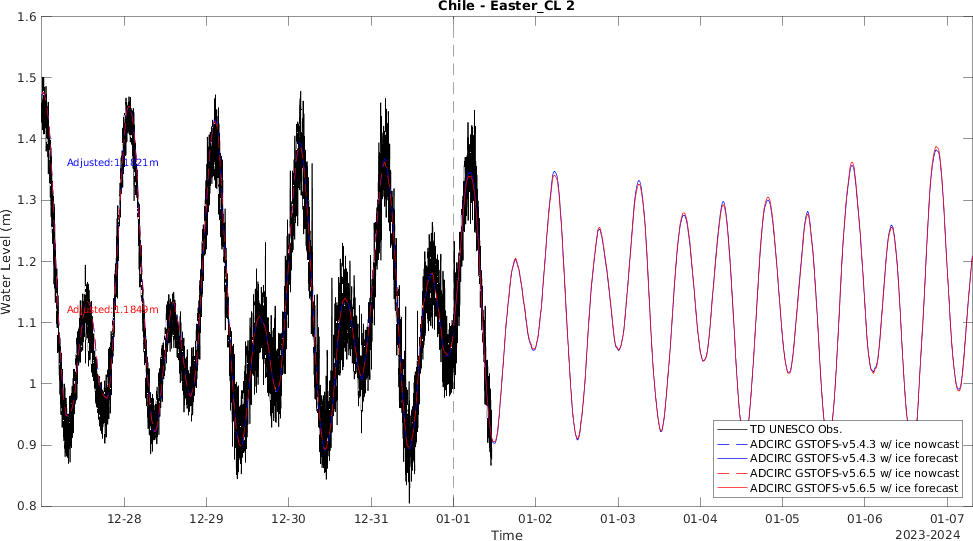 Chile - Easter_CL 2
1.6
1.5
1.4
1.3
1.2
1.1
1
0.9
0.8
Water Level (m)
Adjusted:1.1821m
Adjusted:1.1849m
TD UNESCO Obs.
ADCIRC GSTOFS-v5.4.3 w/ ice nowcast
ADCIRC GSTOFS-v5.4.3 w/ ice forecast
ADCIRC GSTOFS-v5.6.5 w/ ice nowcast
ADCIRC GSTOFS-v5.6.5 w/ ice forecast
12-28 12-29 12-30 12-31 01-01 01-02 01-03 01-04 01-05 01-06 01-07
Time
2023-2024